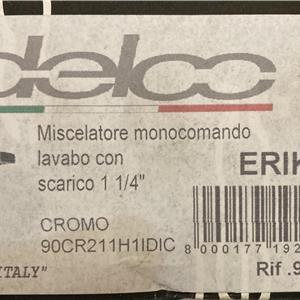 delco
Miscelatore monocomando
lavabo con
scarico 1 1/4"
ERIK
CROMO
90CR211H1IDIC
8 000177 192
ITALY"
Rif .9